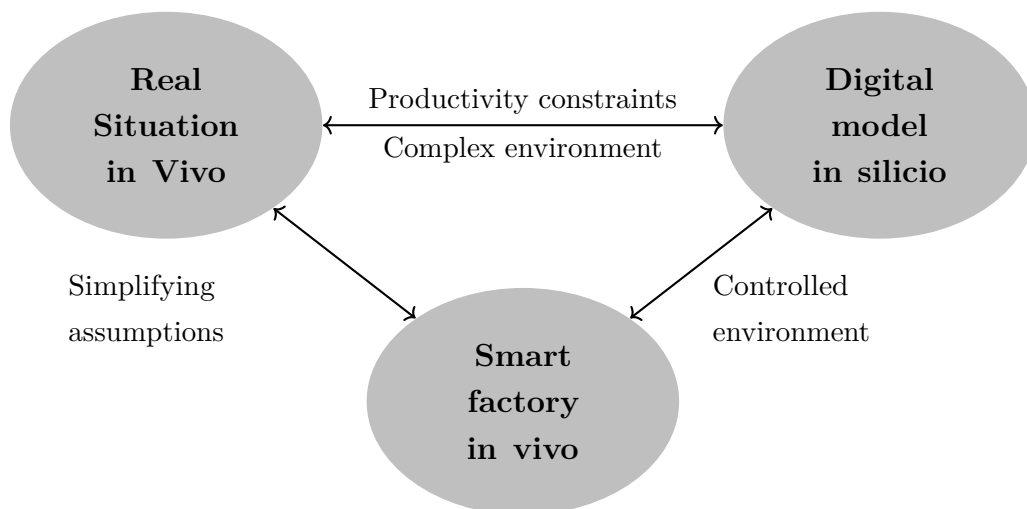 Real
Situation
in Vivo
Productivity constraints
Complex environment
Digital
model
in silicio
Simplifying
assumptions
Controlled
environment
Smart
factory
in vivo